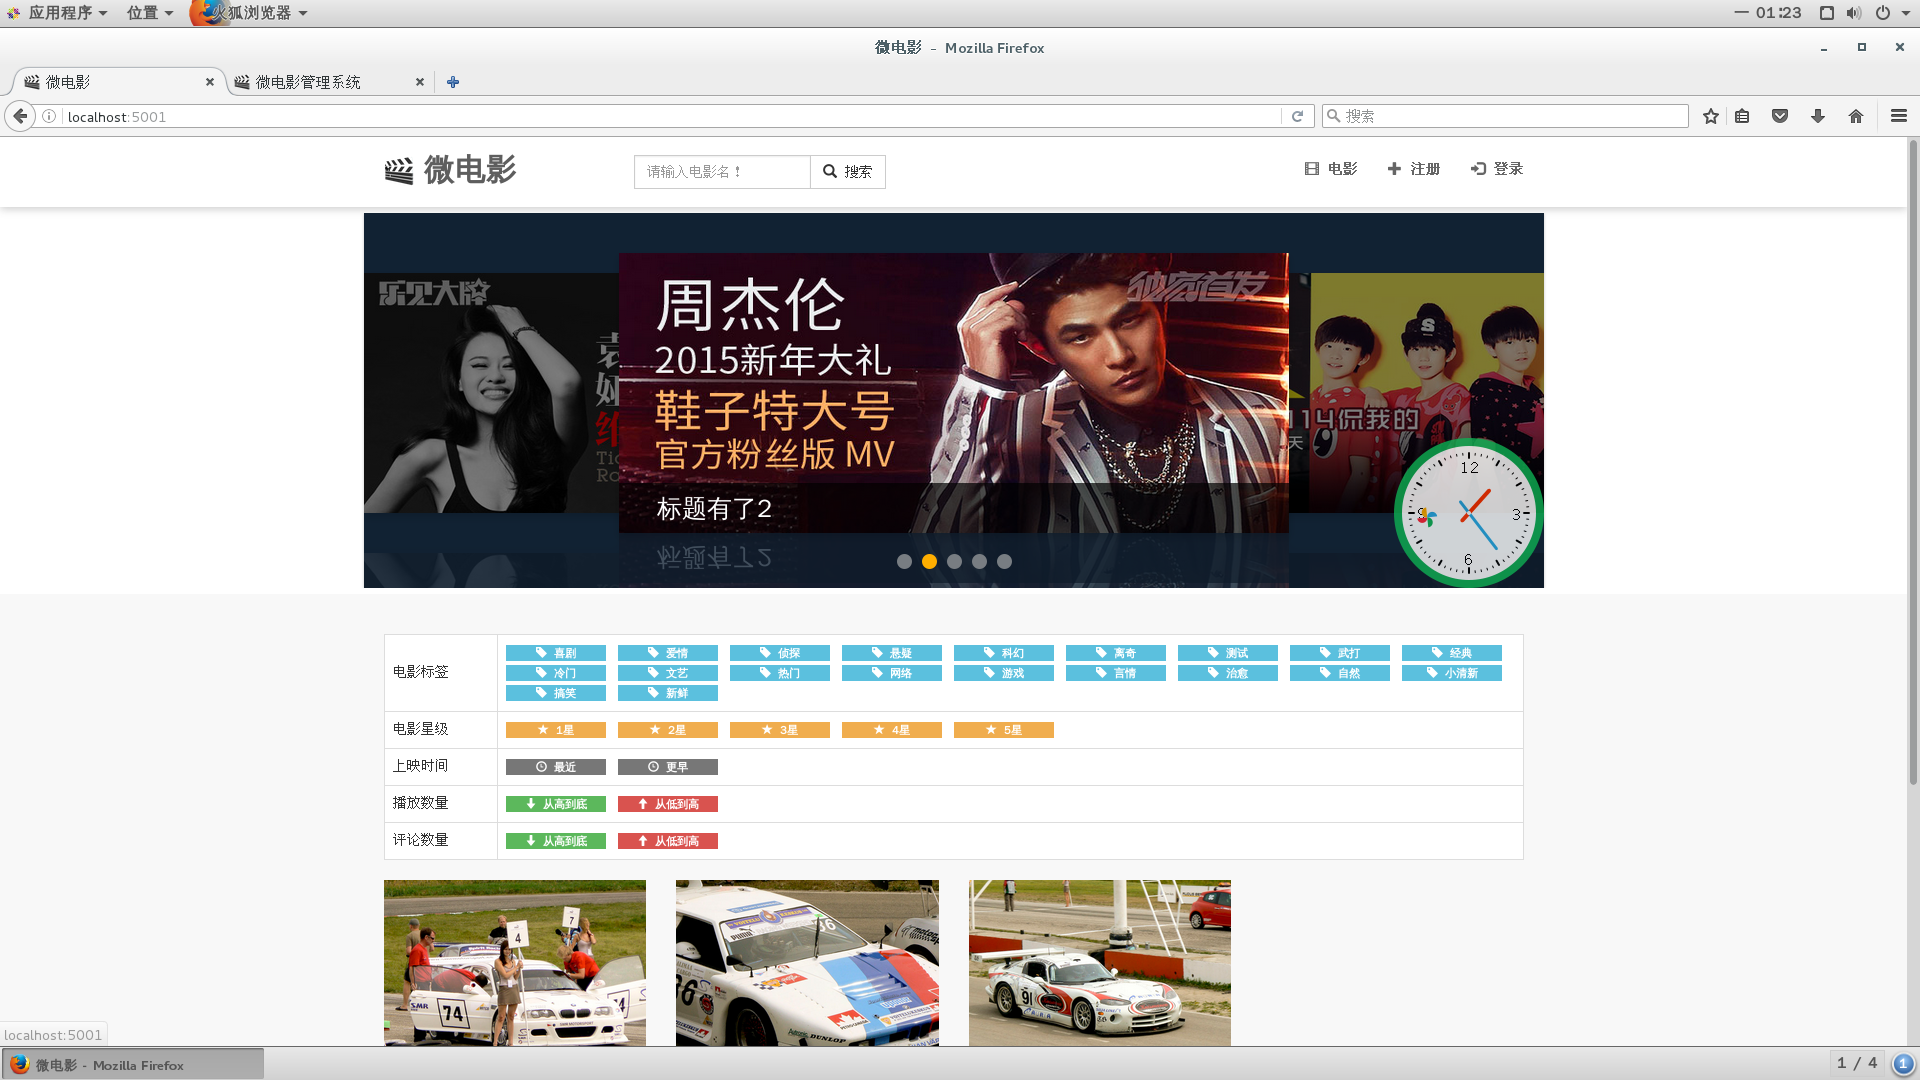 应用程序 位置 火狐浏览器 一 01:23
微电影 - Mozilla Firefox
微电影 微电影管理系统
localhost:5001 搜索
微电影 请输入电影名！ 搜索 电影 注册 登录
乐见大牌
周杰伦
独家首发
2015新年大礼
鞋子特大号
官方粉丝版 MV
标题有了2
114侃我的
天
12
3
6
9
电影标签 喜剧 爱情 侦探 悬疑 科幻 离奇 测试 武打 经典
冷门 文艺 热门 网络 游戏 言情 治愈 自然 小清新
搞笑 新鲜
电影星级 1星 2星 3星 4星 5星
上映时间 最近 更早
播放数量 从高到底 从低到高
评论数量 从高到底 从低到高
4
7
74
36
DUNLOP
91
localhost:5001
微电影 - Mozilla Firefox 1 / 4 1